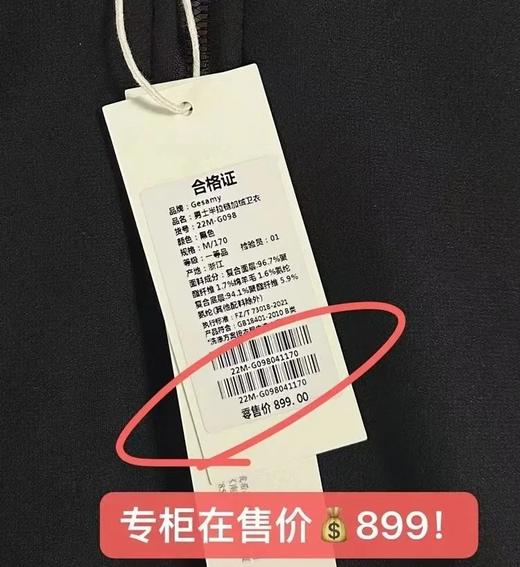 合格证
品牌: Gesamy
品名: 男士半拉链加绒卫衣
货号: 22M-G098
颜色: 黑色
规格: M/170
等级: 一等品 检验员: 01
产地: 浙江
面料成分: 复合面层:96.7%聚
酯纤维 1.7%绵羊毛 1.6%氨纶
复合底层:94.1%聚酯纤维 5.9%
氨纶(其他配料除外)
执行标准: FZ/T 73018-2021
产品符合: GB18401-2010 B类
22M-G098041170
22M-G098041170
零售价 899.00
专柜在售价💰899!